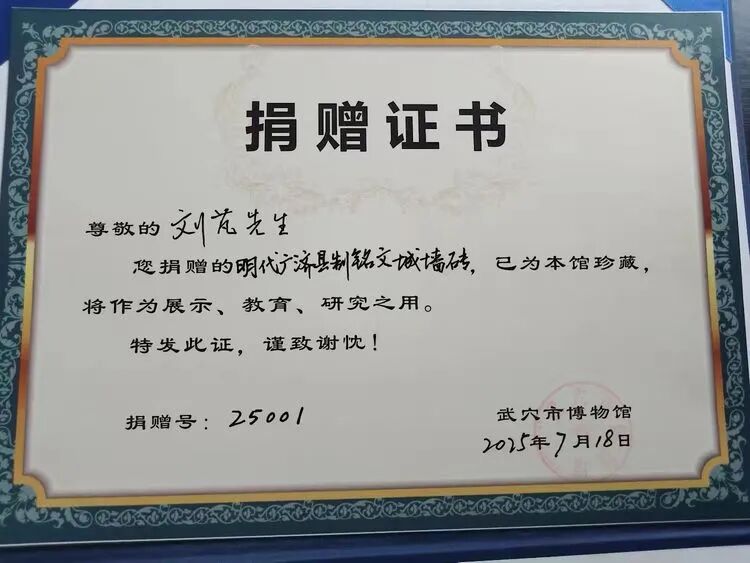 捐赠证书
尊敬的 刘芃先生
您捐赠的明代广济县制铭文城墙砖，已为本馆珍藏，
将作为展示、教育、研究之用。
特发此证，谨致谢忱！
捐赠号：25001
武穴市博物馆
2025年7月18日